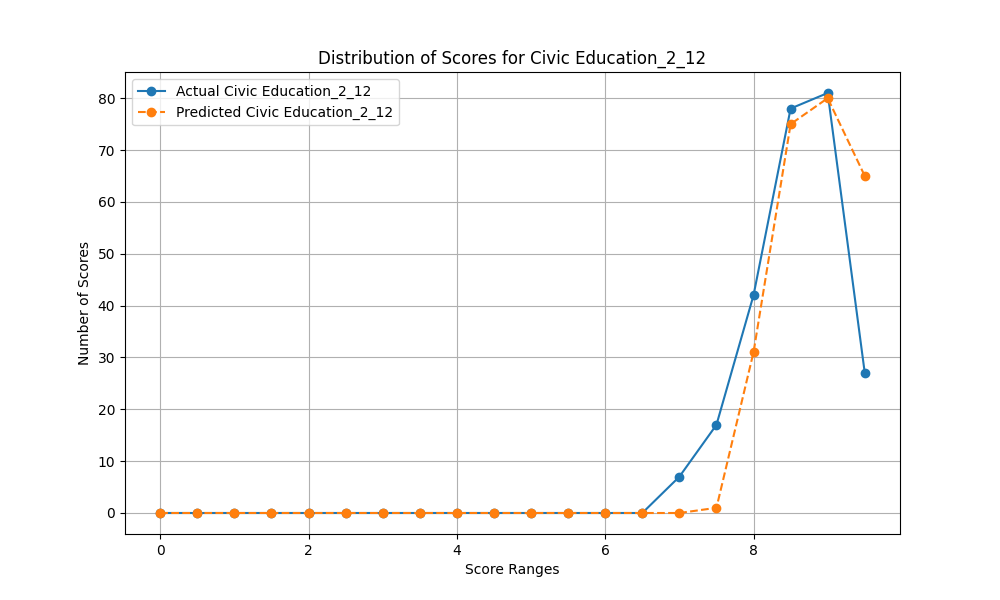 Distribution of Scores for Civic Education_2_12
Actual Civic Education_2_12
Predicted Civic Education_2_12
80
70
60
50
40
30
20
10
0
Number of Scores
0 2 4 6 8
Score Ranges